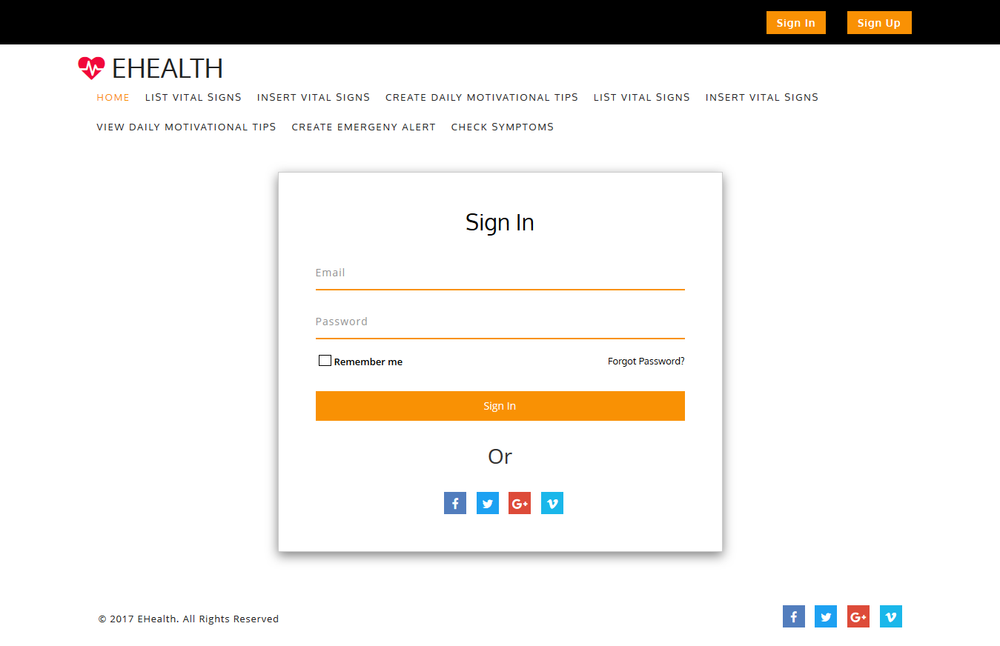 Sign In Sign Up
EHEALTH
HOME LIST VITAL SIGNS INSERT VITAL SIGNS CREATE DAILY MOTIVATIONAL TIPS LIST VITAL SIGNS INSERT VITAL SIGNS
VIEW DAILY MOTIVATIONAL TIPS CREATE EMERGENY ALERT CHECK SYMPTOMS
Sign In
Email
Password
Remember me Forgot Password?
Sign In
Or
© 2017 EHealth. All Rights Reserved